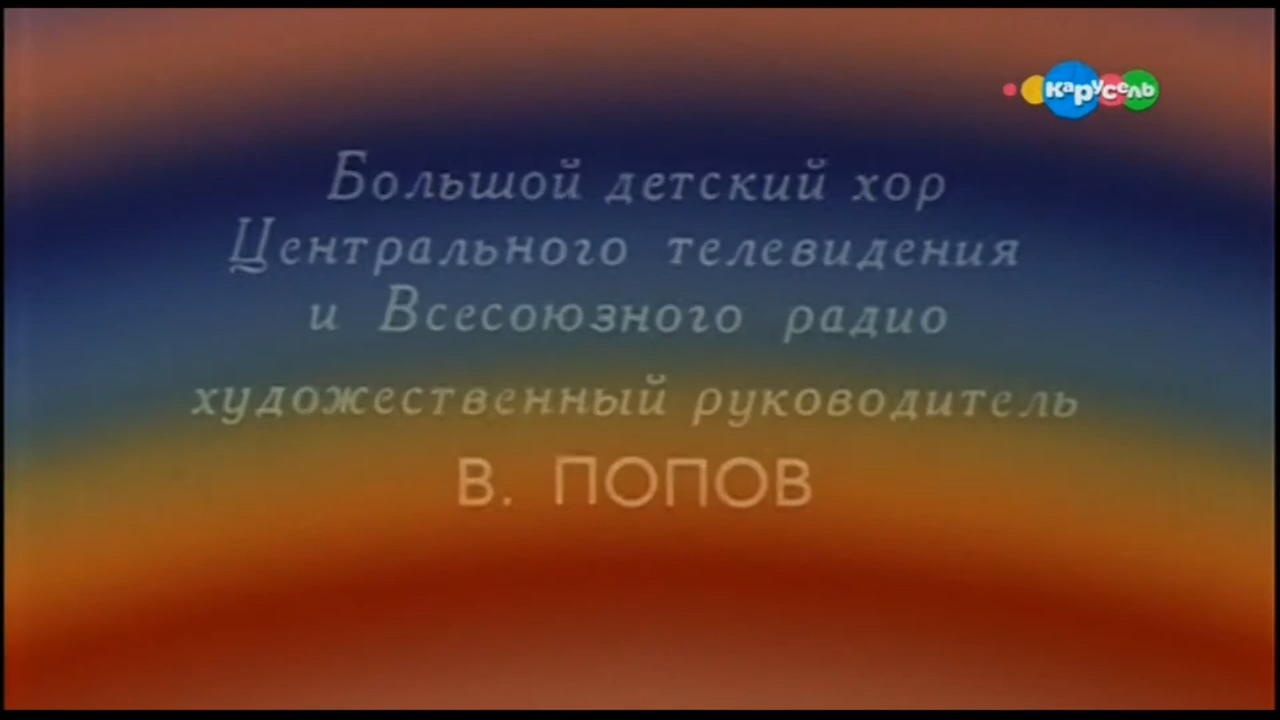 карусель
Большой детский хор
Центрального телевидения
и Всесоюзного радио
художественный руководитель
В. ПОПОВ